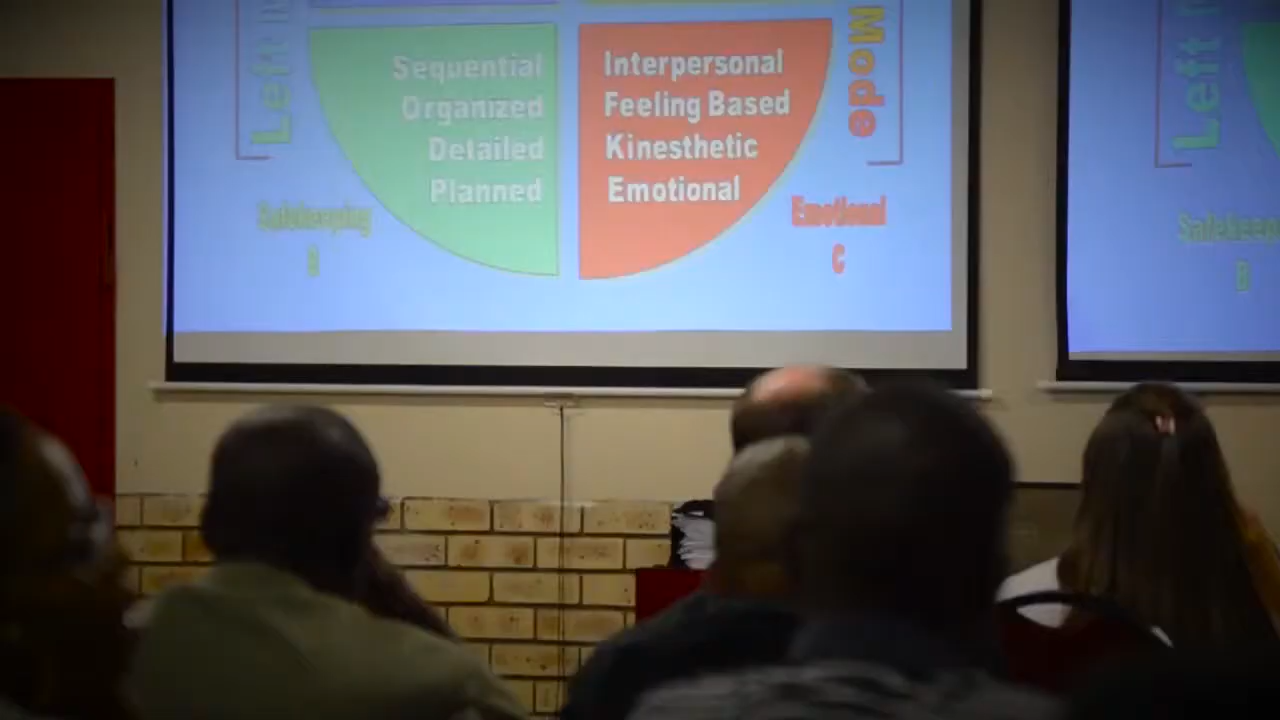 Left
Mode
Sequential
Organized
Detailed
Planned
Interpersonal
Feeling Based
Kinesthetic
Emotional
Safekeeping
B
Emotional
C
Left
Safekeep
B